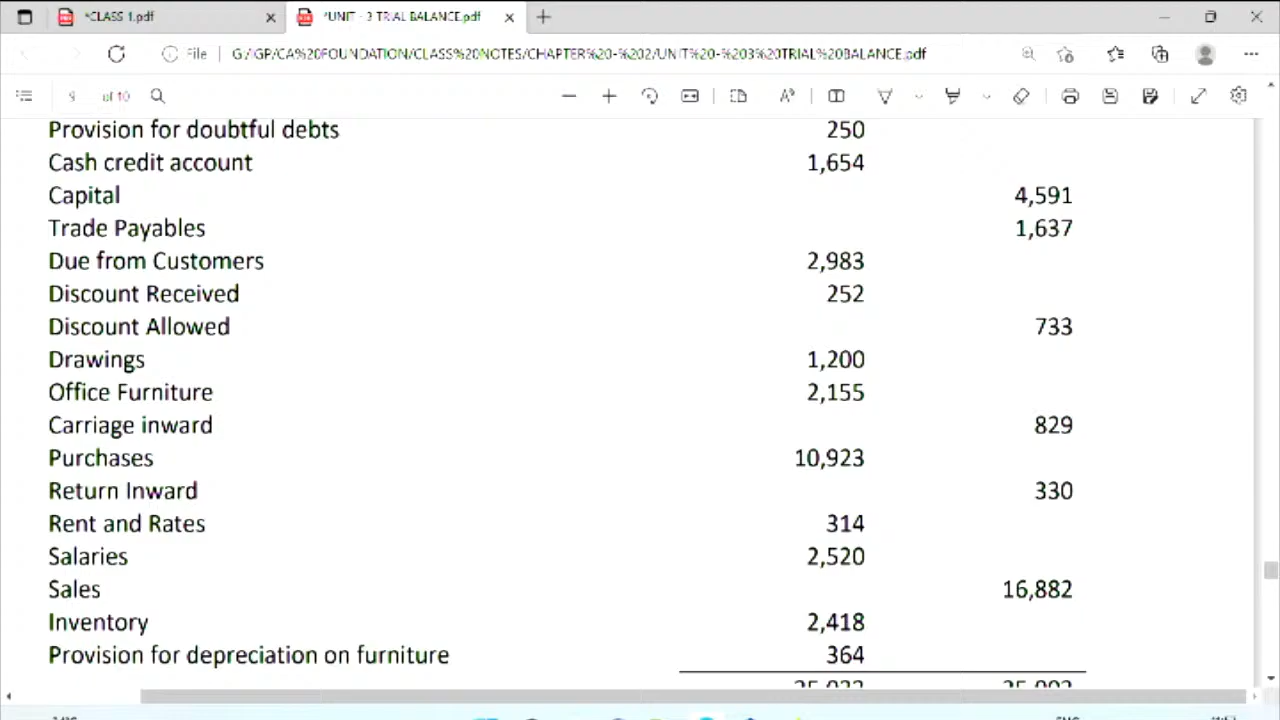 *CLASS 1.pdf
*UNIT - 3 TRIAL BALANCE.pdf
File G:/IGP/CA%20FOUNDATION/CLASS%20NOTES/CHAPTER%20-%202/UNIT%20-%203%20TRIAL%20BALANCE.pdf
9 of 10
Provision for doubtful debts 250
Cash credit account 1,654
Capital 4,591
Trade Payables 1,637
Due from Customers 2,983
Discount Received 252
Discount Allowed 733
Drawings 1,200
Office Furniture 2,155
Carriage inward 829
Purchases 10,923
Return Inward 330
Rent and Rates 314
Salaries 2,520
Sales 16,882
Inventory 2,418
Provision for depreciation on furniture 364